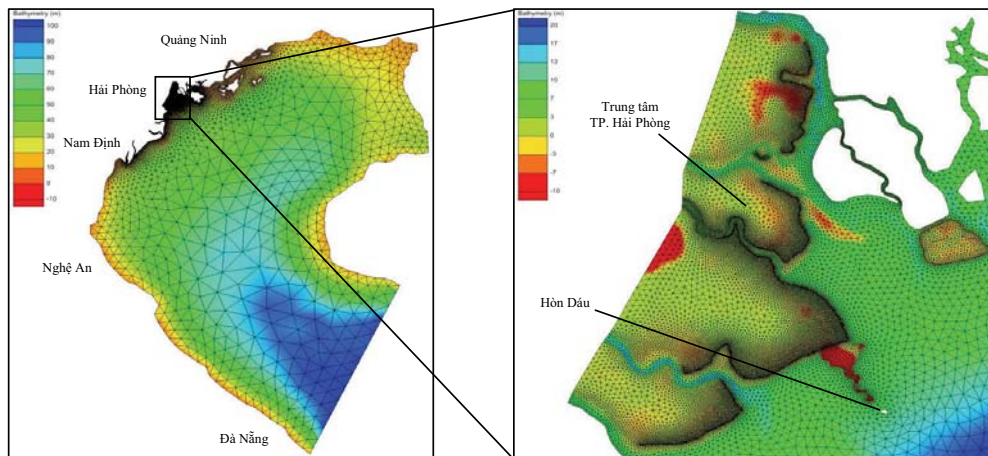 Bathymetry (m)
100
90
80
70
60
50
40
30
20
10
0
-10
Quảng Ninh
Hải Phòng
Nam Định
Nghệ An
Đà Nẵng
Bathymetry (m)
20
17
13
10
7
3
0
-3
-7
-10
Trung tâm
TP. Hải Phòng
Hòn Dáu